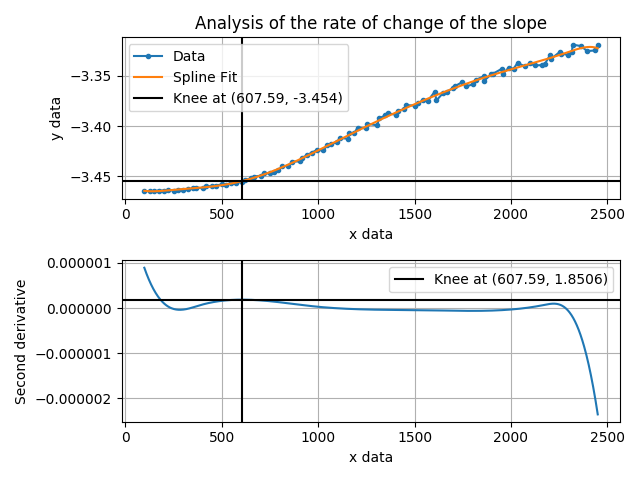 Analysis of the rate of change of the slope
Data
Spline Fit
Knee at (607.59, -3.454)
y data
−3.35
−3.40
−3.45
0 500 1000 1500 2000 2500
x data
Knee at (607.59, 1.8506)
Second derivative
0.000001
0.000000
−0.000001
−0.000002
0 500 1000 1500 2000 2500
x data